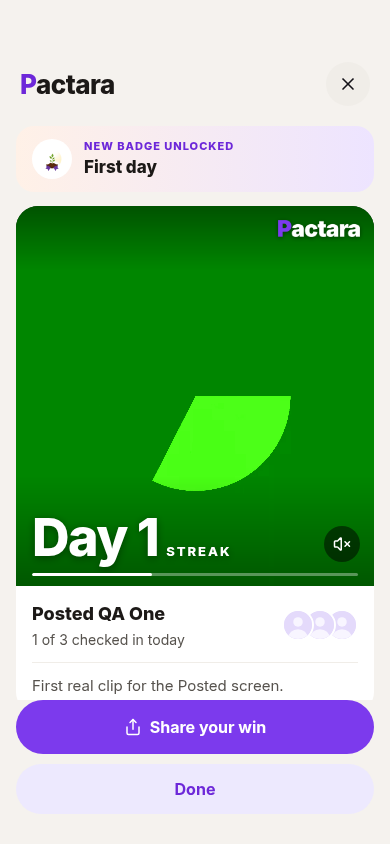 Pactara
NEW BADGE UNLOCKED
First day
Pactara
Day 1 STREAK
Posted QA One
1 of 3 checked in today
First real clip for the Posted screen.
Share your win
Done